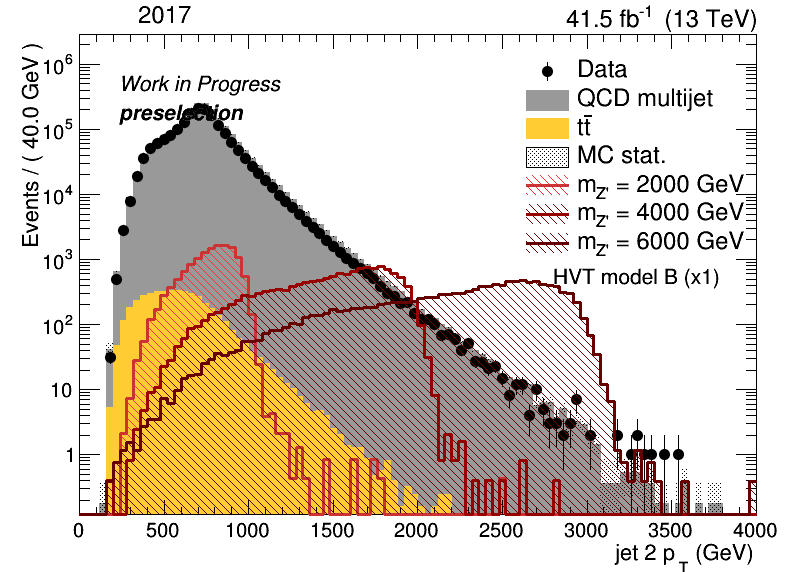 2017
41.5 fb⁻¹ (13 TeV)
Events / ( 40.0 GeV )
10⁶
10⁵
10⁴
10³
10²
10
1
Work in Progress
preselection
Data
QCD multijet
tt̄
MC stat.
m_Z' = 2000 GeV
m_Z' = 4000 GeV
m_Z' = 6000 GeV
HVT model B (x1)
0 500 1000 1500 2000 2500 3000 3500 4000
jet 2 p_T (GeV)